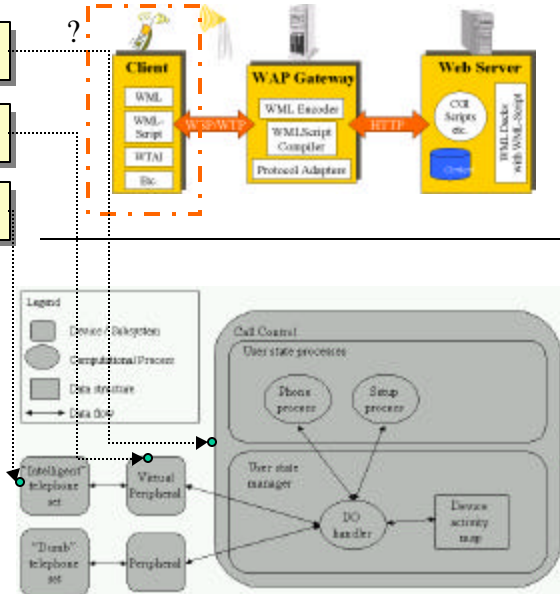 ?
Client
WML
WML-
Script
WTAI
Etc.
WSP/WTP
WAP Gateway
WML Encoder
WMLScript
Compiler
Protocol Adapters
HTTP
Web Server
CGI
Scripts
etc.
WML Decks
with WML-Script
Legend
Device / Subsystem
Computational Process
Data structure
Data flow
Call Control
User state processes
Phone
process
Setup
process
User state
manager
I/O
handler
Device
activity
map
"Intelligent"
telephone
set
Virtual
Peripheral
"Dumb"
telephone
set
Peripheral